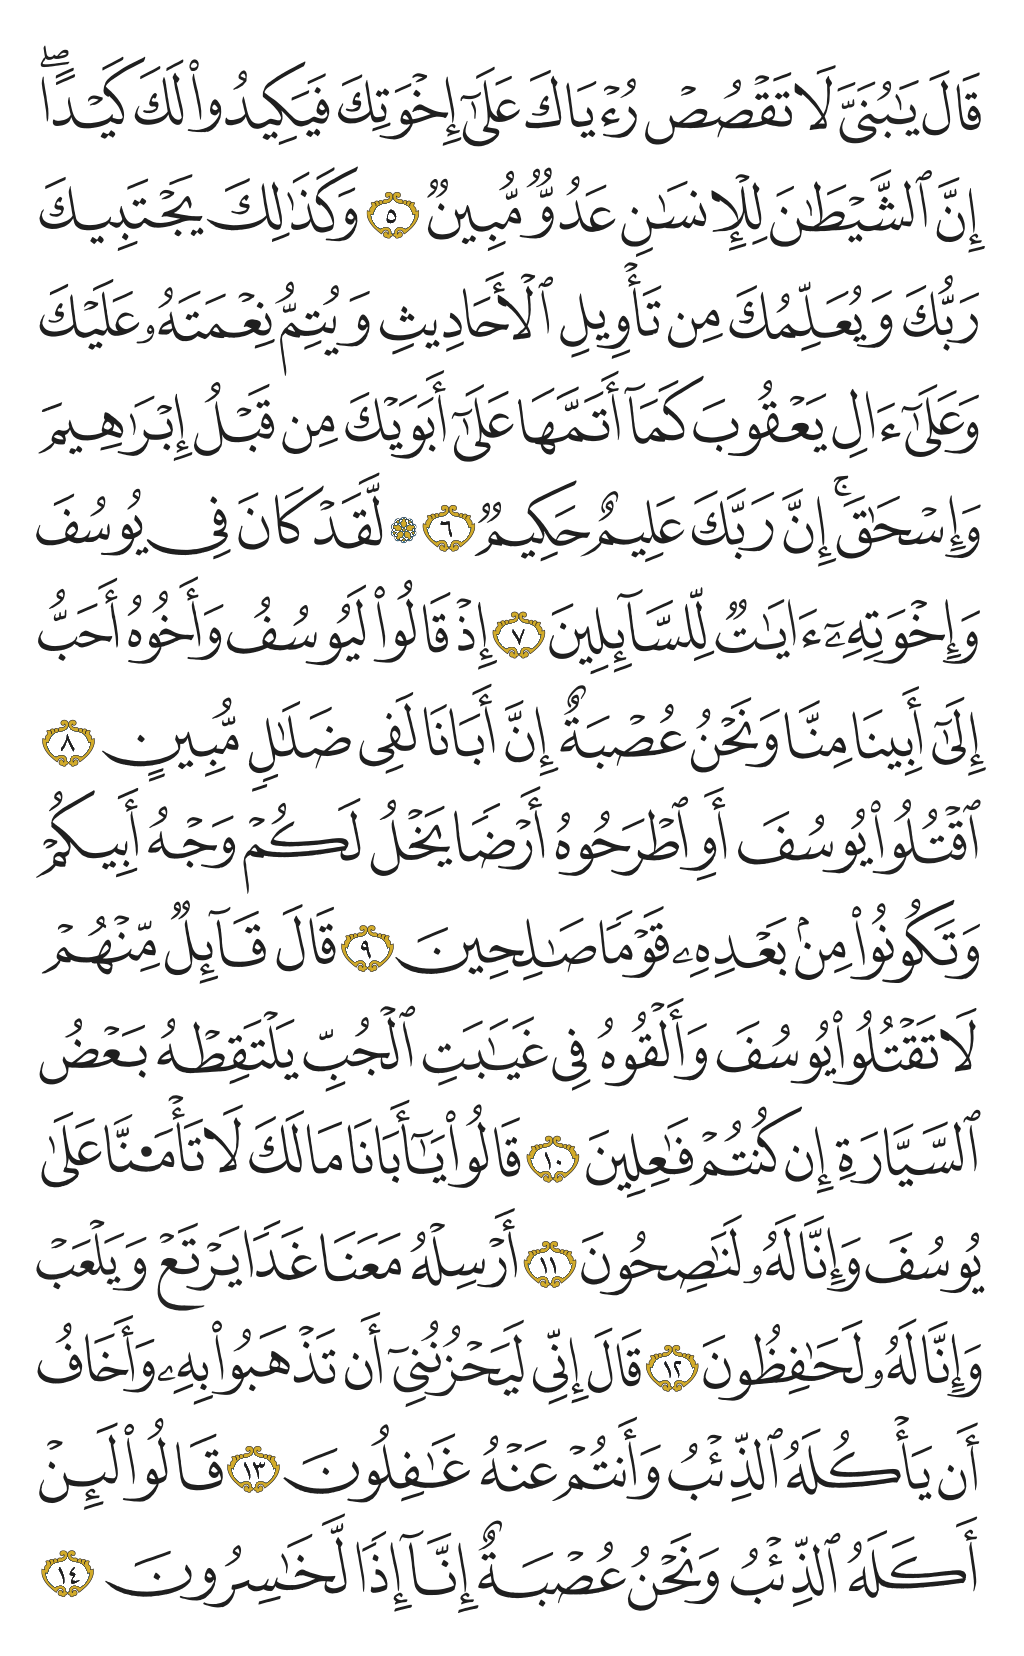 قَالَ يَٰبُنَيَّ لَا تَقْصُصْ رُءْيَاكَ عَلَىٰٓ إِخْوَتِكَ فَيَكِيدُوا۟ لَكَ كَيْدًاۖ
إِنَّ ٱلشَّيْطَٰنَ لِلْإِنسَٰنِ عَدُوٌّ مُّبِينٌ ٥ وَكَذَٰلِكَ يَجْتَبِيكَ
رَبُّكَ وَيُعَلِّمُكَ مِن تَأْوِيلِ ٱلْأَحَادِيثِ وَيُتِمُّ نِعْمَتَهُۥ عَلَيْكَ
وَعَلَىٰٓ ءَالِ يَعْقُوبَ كَمَآ أَتَمَّهَا عَلَىٰٓ أَبَوَيْكَ مِن قَبْلُ إِبْرَٰهِيمَ
وَإِسْحَٰقَۚ إِنَّ رَبَّكَ عَلِيمٌ حَكِيمٌ ٦ ۞ لَّقَدْ كَانَ فِى يُوسُفَ
وَإِخْوَتِهِۦٓ ءَايَٰتٌ لِّلسَّآئِلِينَ ٧ إِذْ قَالُوا۟ لَيُوسُفُ وَأَخُوهُ أَحَبُّ
إِلَىٰٓ أَبِينَا مِنَّا وَنَحْنُ عُصْبَةٌ إِنَّ أَبَانَا لَفِى ضَلَٰلٍ مُّبِينٍ ٨
ٱقْتُلُوا۟ يُوسُفَ أَوِ ٱطْرَحُوهُ أَرْضًا يَخْلُ لَكُمْ وَجْهُ أَبِيكُمْ
وَتَكُونُوا۟ مِنۢ بَعْدِهِۦ قَوْمًا صَٰلِحِينَ ٩ قَالَ قَآئِلٌ مِّنْهُمْ
لَا تَقْتُلُوا۟ يُوسُفَ وَأَلْقُوهُ فِى غَيَٰبَتِ ٱلْجُبِّ يَلْتَقِطْهُ بَعْضُ
ٱلسَّيَّارَةِ إِن كُنتُمْ فَٰعِلِينَ ١٠ قَالُوا۟ يَٰٓأَبَانَا مَا لَكَ لَا تَأْمَ۬نَّا عَلَىٰ
يُوسُفَ وَإِنَّا لَهُۥ لَنَٰصِحُونَ ١١ أَرْسِلْهُ مَعَنَا غَدًا يَرْتَعْ وَيَلْعَبْ
وَإِنَّا لَهُۥ لَحَٰفِظُونَ ١٢ قَالَ إِنِّى لَيَحْزُنُنِىٓ أَن تَذْهَبُوا۟ بِهِۦ وَأَخَافُ
أَن يَأْكُلَهُ ٱلذِّئْبُ وَأَنتُمْ عَنْهُ غَٰفِلُونَ ١٣ قَالُوا۟ لَئِنْ
أَكَلَهُ ٱلذِّئْبُ وَنَحْنُ عُصْبَةٌ إِنَّآ إِذًا لَّخَٰسِرُونَ ١٤